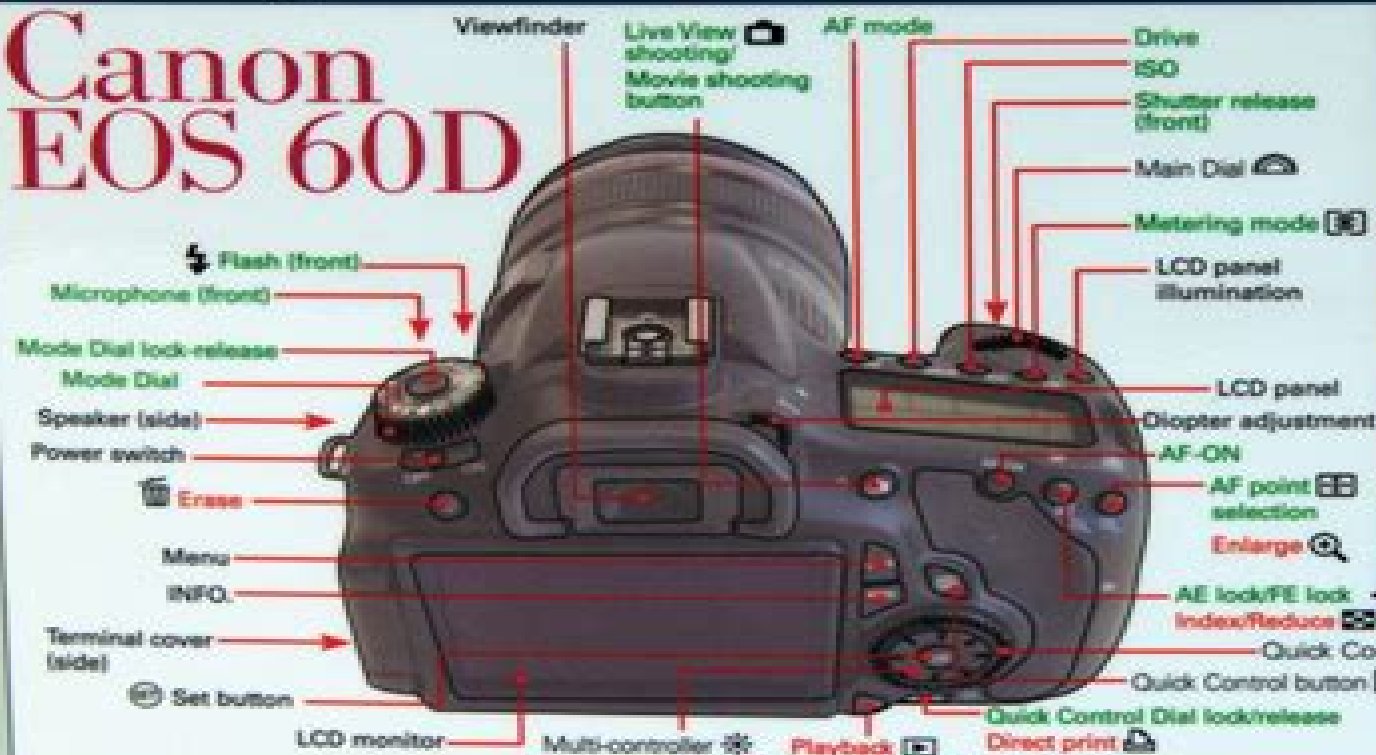 Canon
EOS 60D
Viewfinder
Live View
shooting/
Movie shooting
button
AF mode
Drive
ISO
Shutter release
(front)
Main Dial
Metering mode
LCD panel
illumination
Flash (front)
Microphone (front)
Mode Dial lock-release
Mode Dial
Speaker (side)
Power switch
Erase
Menu
INFO.
Terminal cover
(side)
SET Set button
LCD monitor
Multi-controller
Playback
LCD panel
Diopter adjustment
AF-ON
AF point
selection
Enlarge
AE lock/FE lock
Index/Reduce
Quick Co
Quick Control button
Quick Control Dial lock/release
Direct print